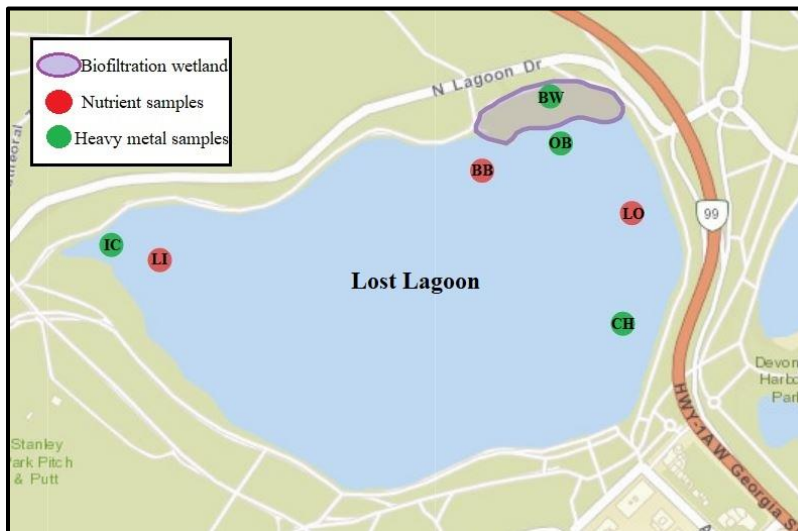 Biofiltration wetland
Nutrient samples
Heavy metal samples
N Lagoon Dr
BW
OB
BB
LO
99
IC
LI
Lost Lagoon
CH
Devon
Harbo
Park
HWY-1A W Georgia S
Stanley
Park Pitch
& Putt